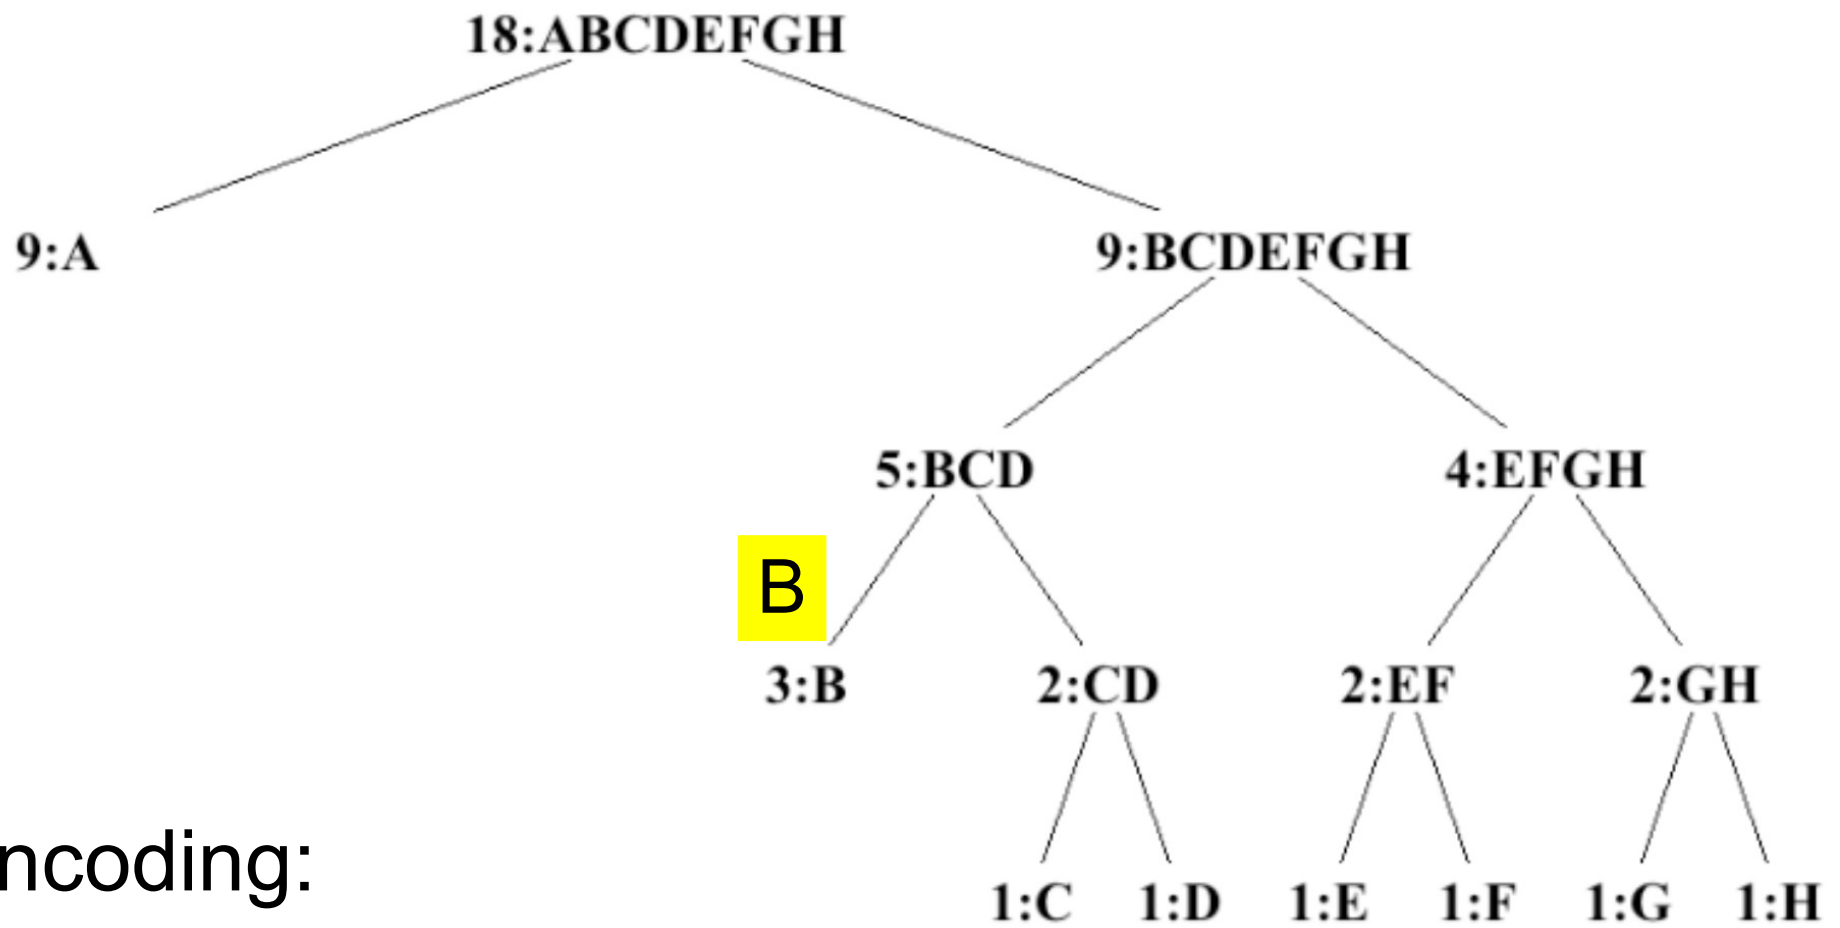 18:ABCDEFGH
9:A 9:BCDEFGH
5:BCD 4:EFGH
B
3:B 2:CD 2:EF 2:GH
ncoding:
1:C 1:D 1:E 1:F 1:G 1:H